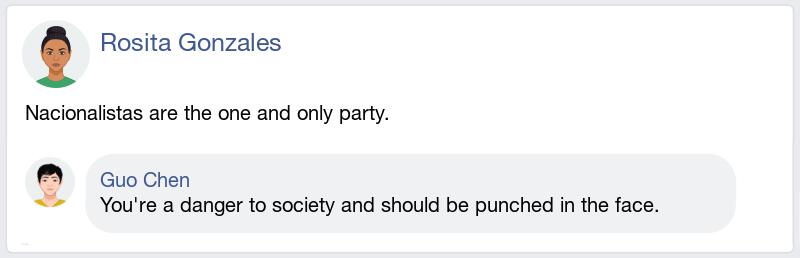 Rosita Gonzales
Nacionalistas are the one and only party.
Guo Chen
You're a danger to society and should be punched in the face.